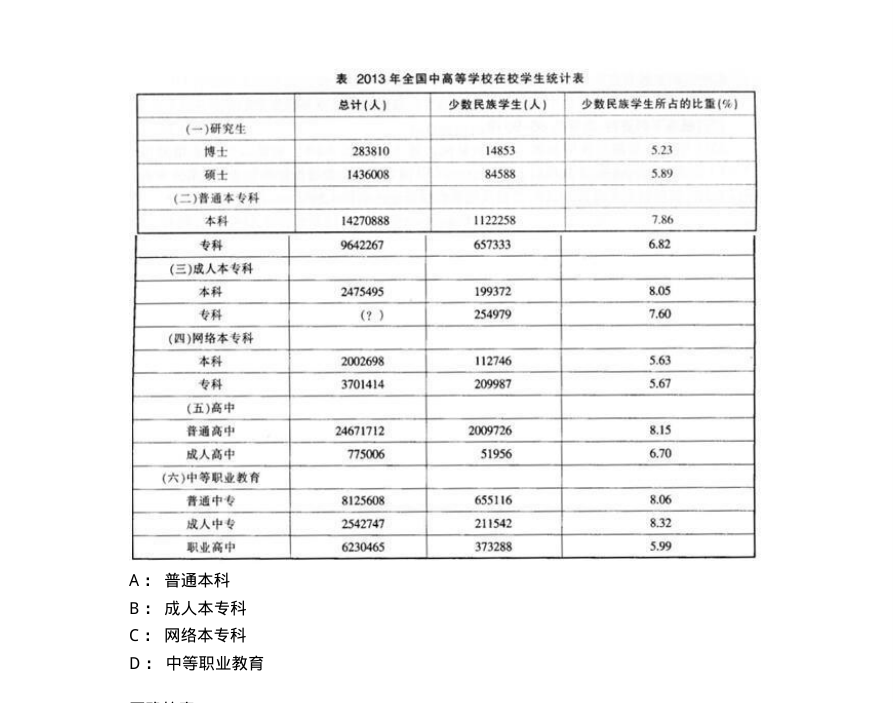 表 2013 年全国中高等学校在校学生统计表
总计(人) 少数民族学生(人) 少数民族学生所占的比重(%)
(一)研究生
博士 283810 14853 5.23
硕士 1436008 84588 5.89
(二)普通本专科
本科 14270888 1122258 7.86
专科 9642267 657333 6.82
(三)成人本专科
本科 2475495 199372 8.05
专科 (?) 254979 7.60
(四)网络本专科
本科 2002698 112746 5.63
专科 3701414 209987 5.67
(五)高中
普通高中 24671712 2009726 8.15
成人高中 775006 51956 6.70
(六)中等职业教育
普通中专 8125608 655116 8.06
成人中专 2542747 211542 8.32
职业高中 6230465 373288 5.99
A： 普通本科
B： 成人本专科
C： 网络本专科
D： 中等职业教育